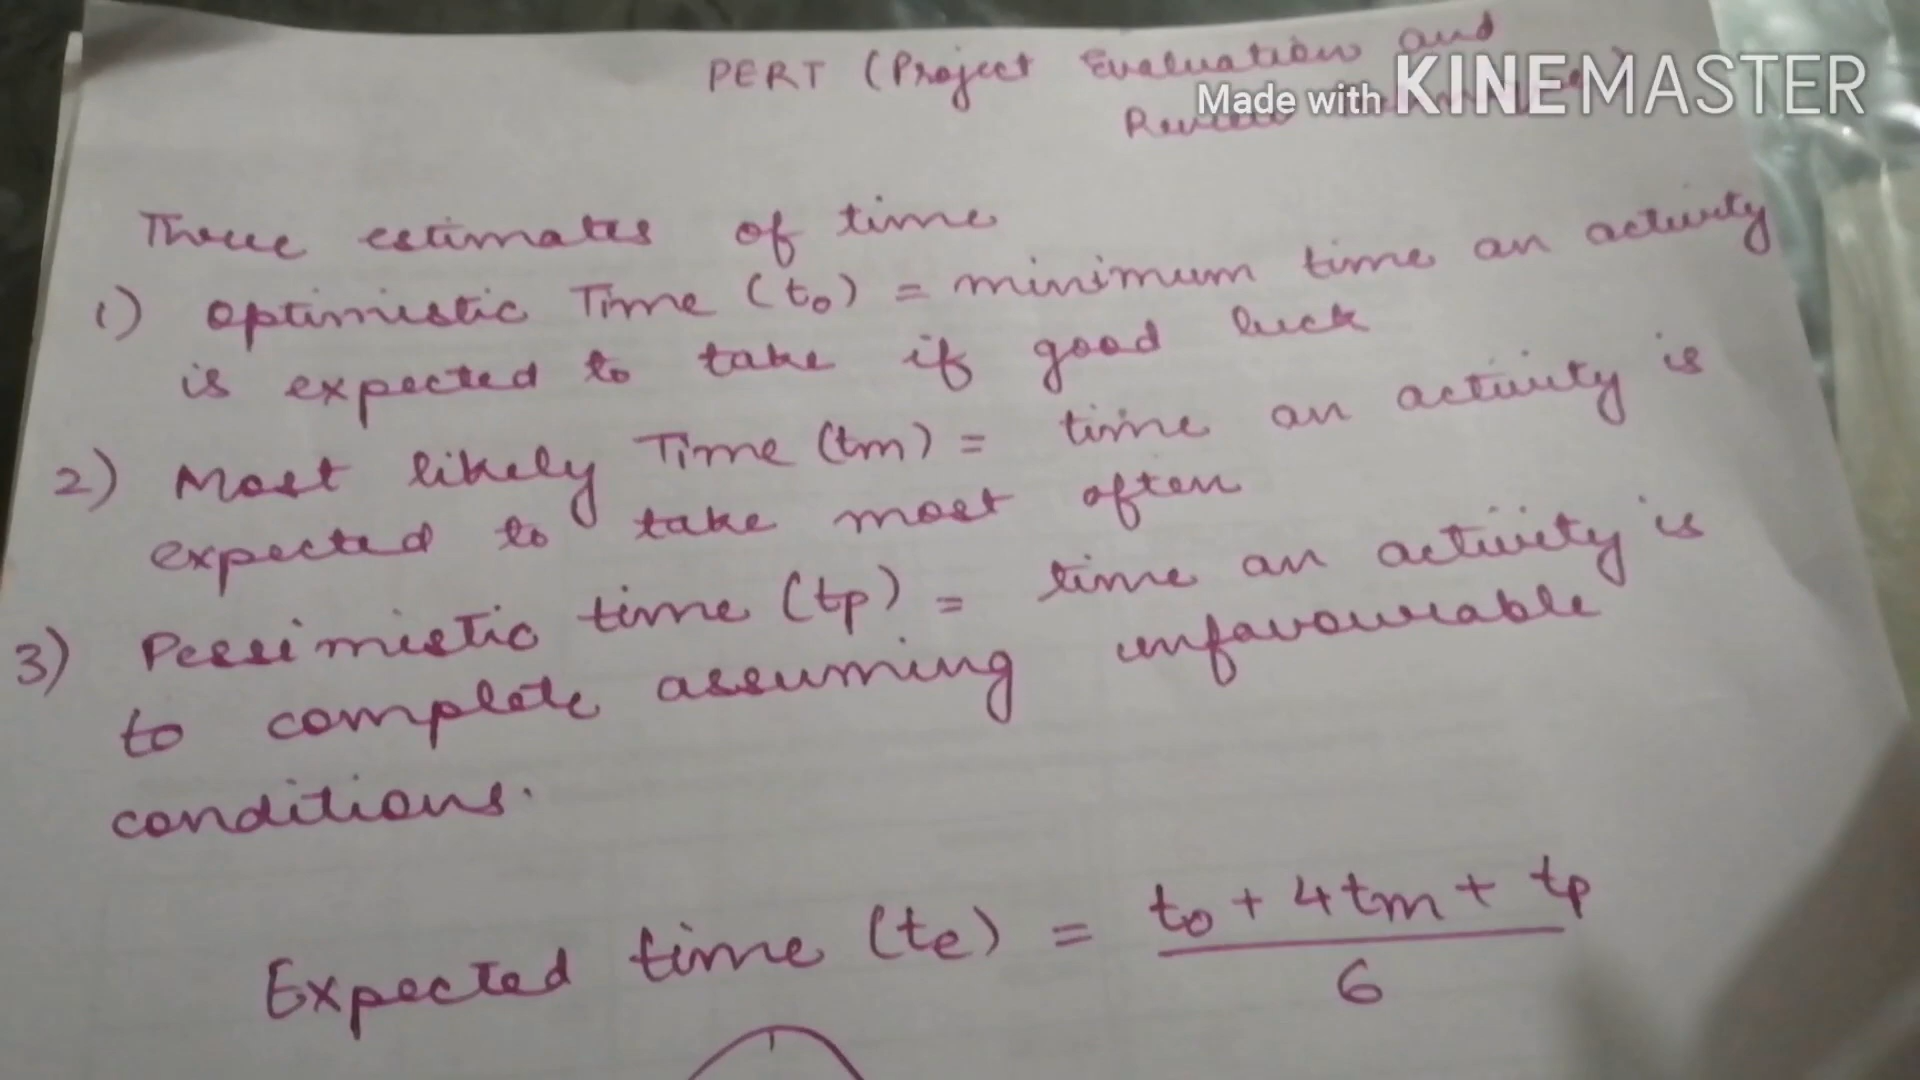 PERT (Project Evaluation and
Review
Made with KINEMASTER
Three estimates of time
1) Optimistic Time (to) = minimum time an activity
is expected to take if good luck
2) Most likely Time (tm) = time an activity is
expected to take most often
3) Pessimistic time (tp) = time an activity is
to complete assuming unfavourable
conditions.
Expected time (te) = to + 4tm + tp
6